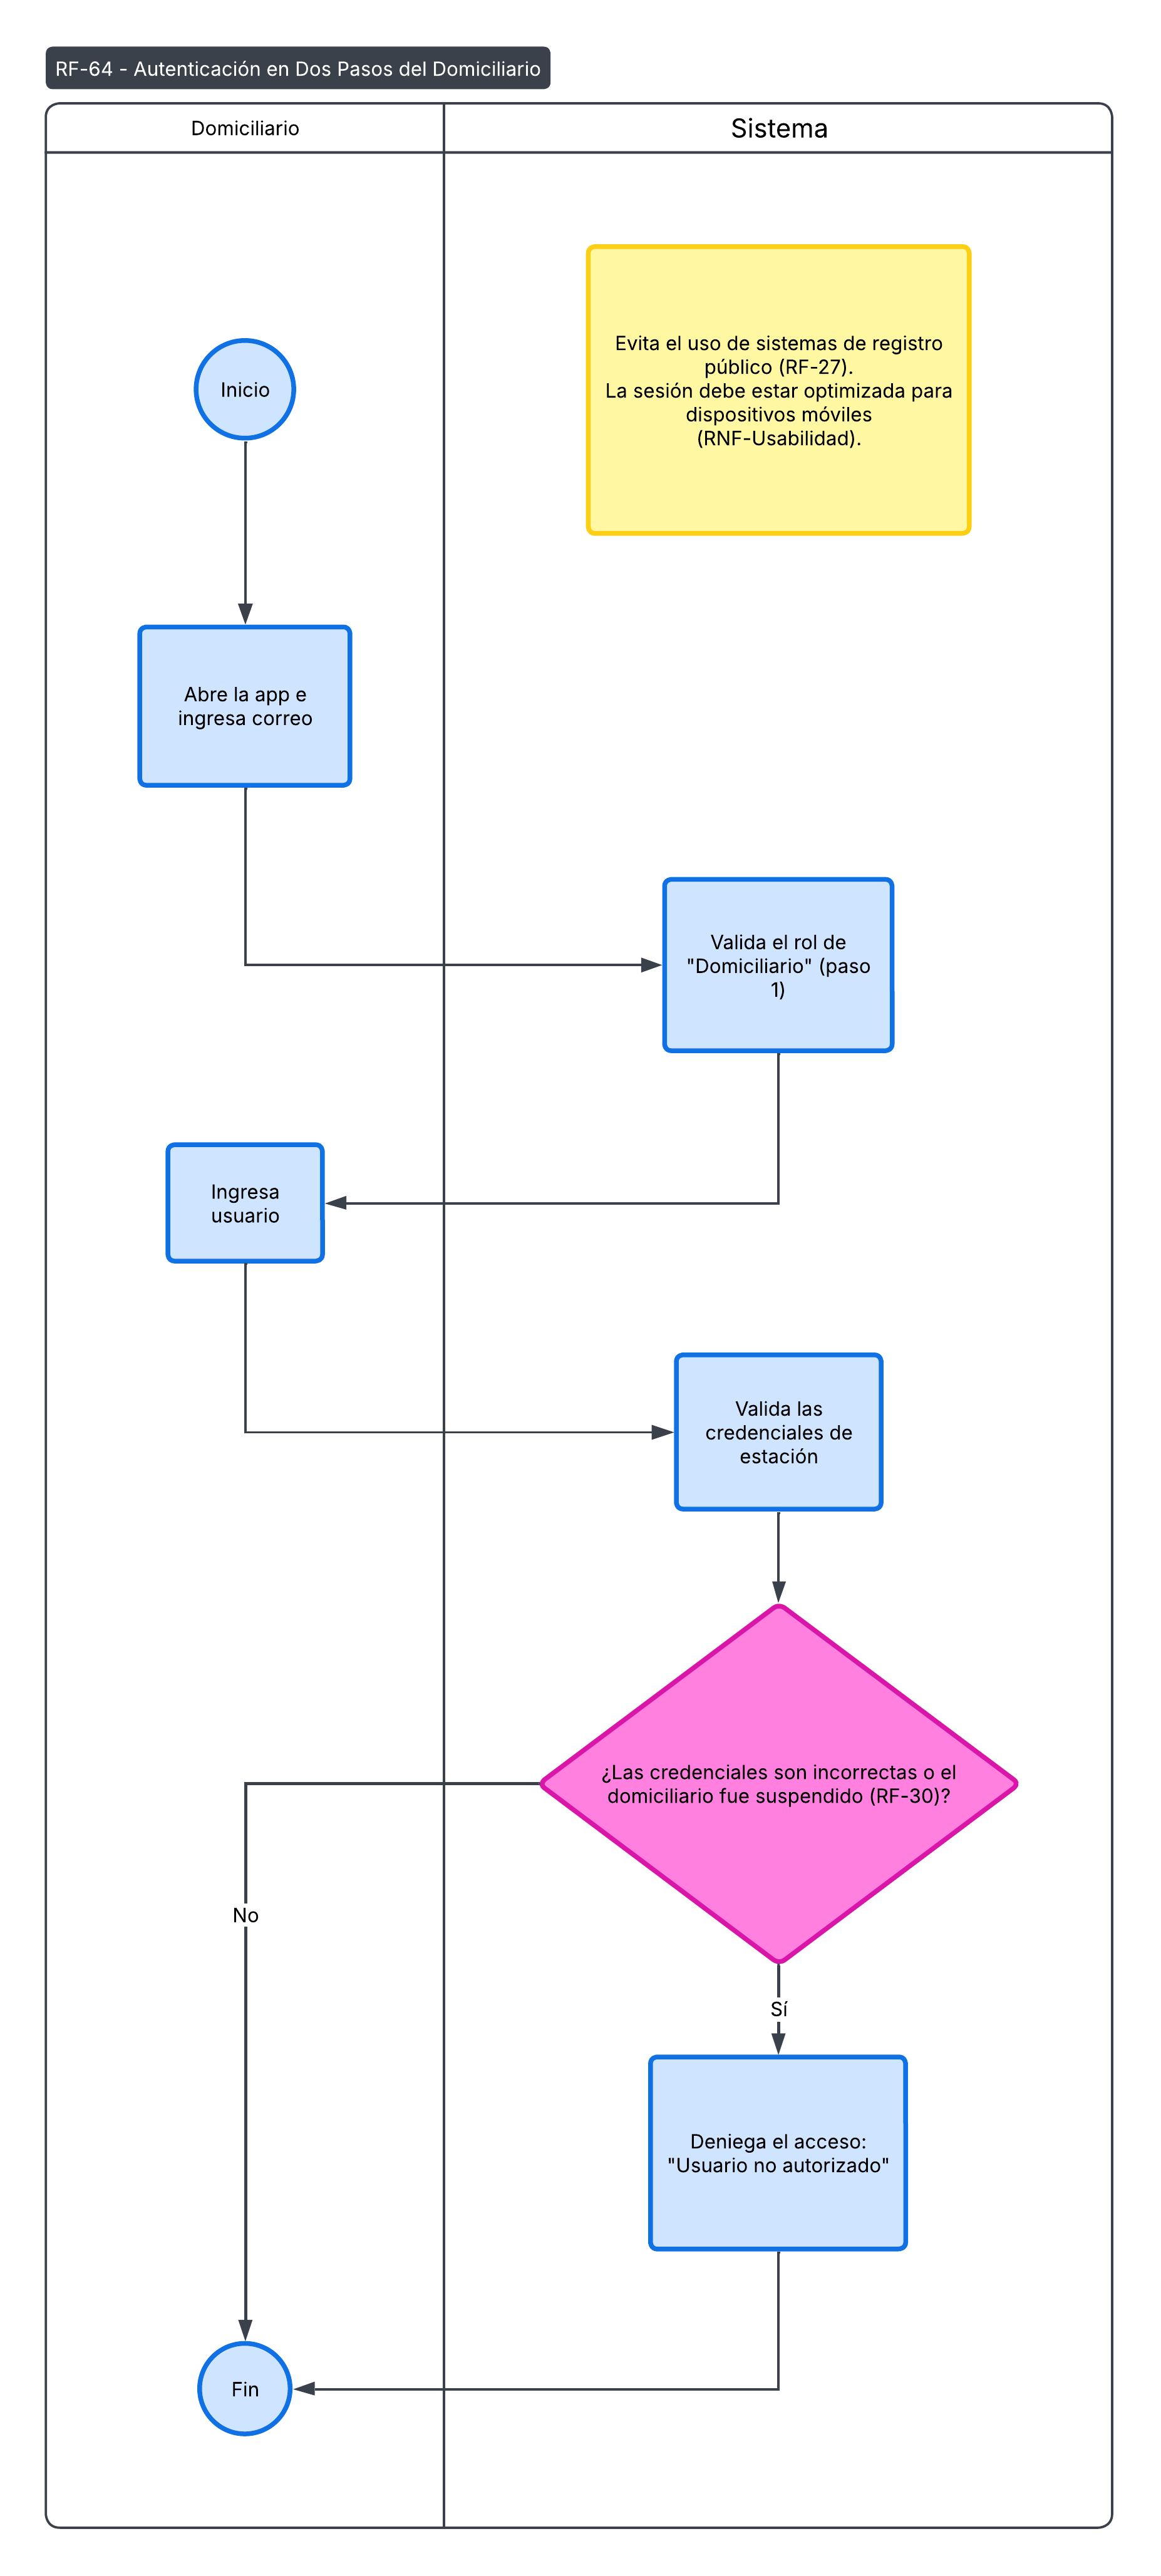 RF-64 - Autenticación en Dos Pasos del Domiciliario
Domiciliario
Sistema
Evita el uso de sistemas de registro
público (RF-27).
La sesión debe estar optimizada para
dispositivos móviles
(RNF-Usabilidad).
Inicio
Abre la app e
ingresa correo
Valida el rol de
"Domiciliario" (paso
1)
Ingresa
usuario
Valida las
credenciales de
estación
¿Las credenciales son incorrectas o el
domiciliario fue suspendido (RF-30)?
No
Sí
Deniega el acceso:
"Usuario no autorizado"
Fin